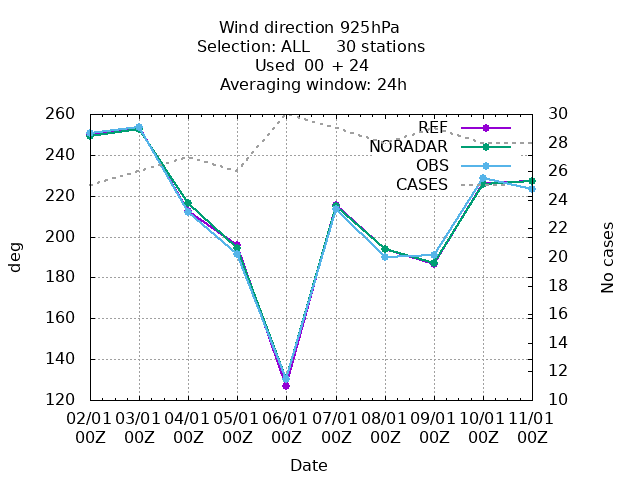 Wind direction 925hPa
Selection: ALL 30 stations
Used 00 + 24
Averaging window: 24h
260
240
220
200
180
160
140
120
deg
30
28
26
24
22
20
18
16
14
12
10
No cases
REF
NORADAR
OBS
CASES
02/01 03/01 04/01 05/01 06/01 07/01 08/01 09/01 10/01 11/01
00Z 00Z 00Z 00Z 00Z 00Z 00Z 00Z 00Z 00Z
Date